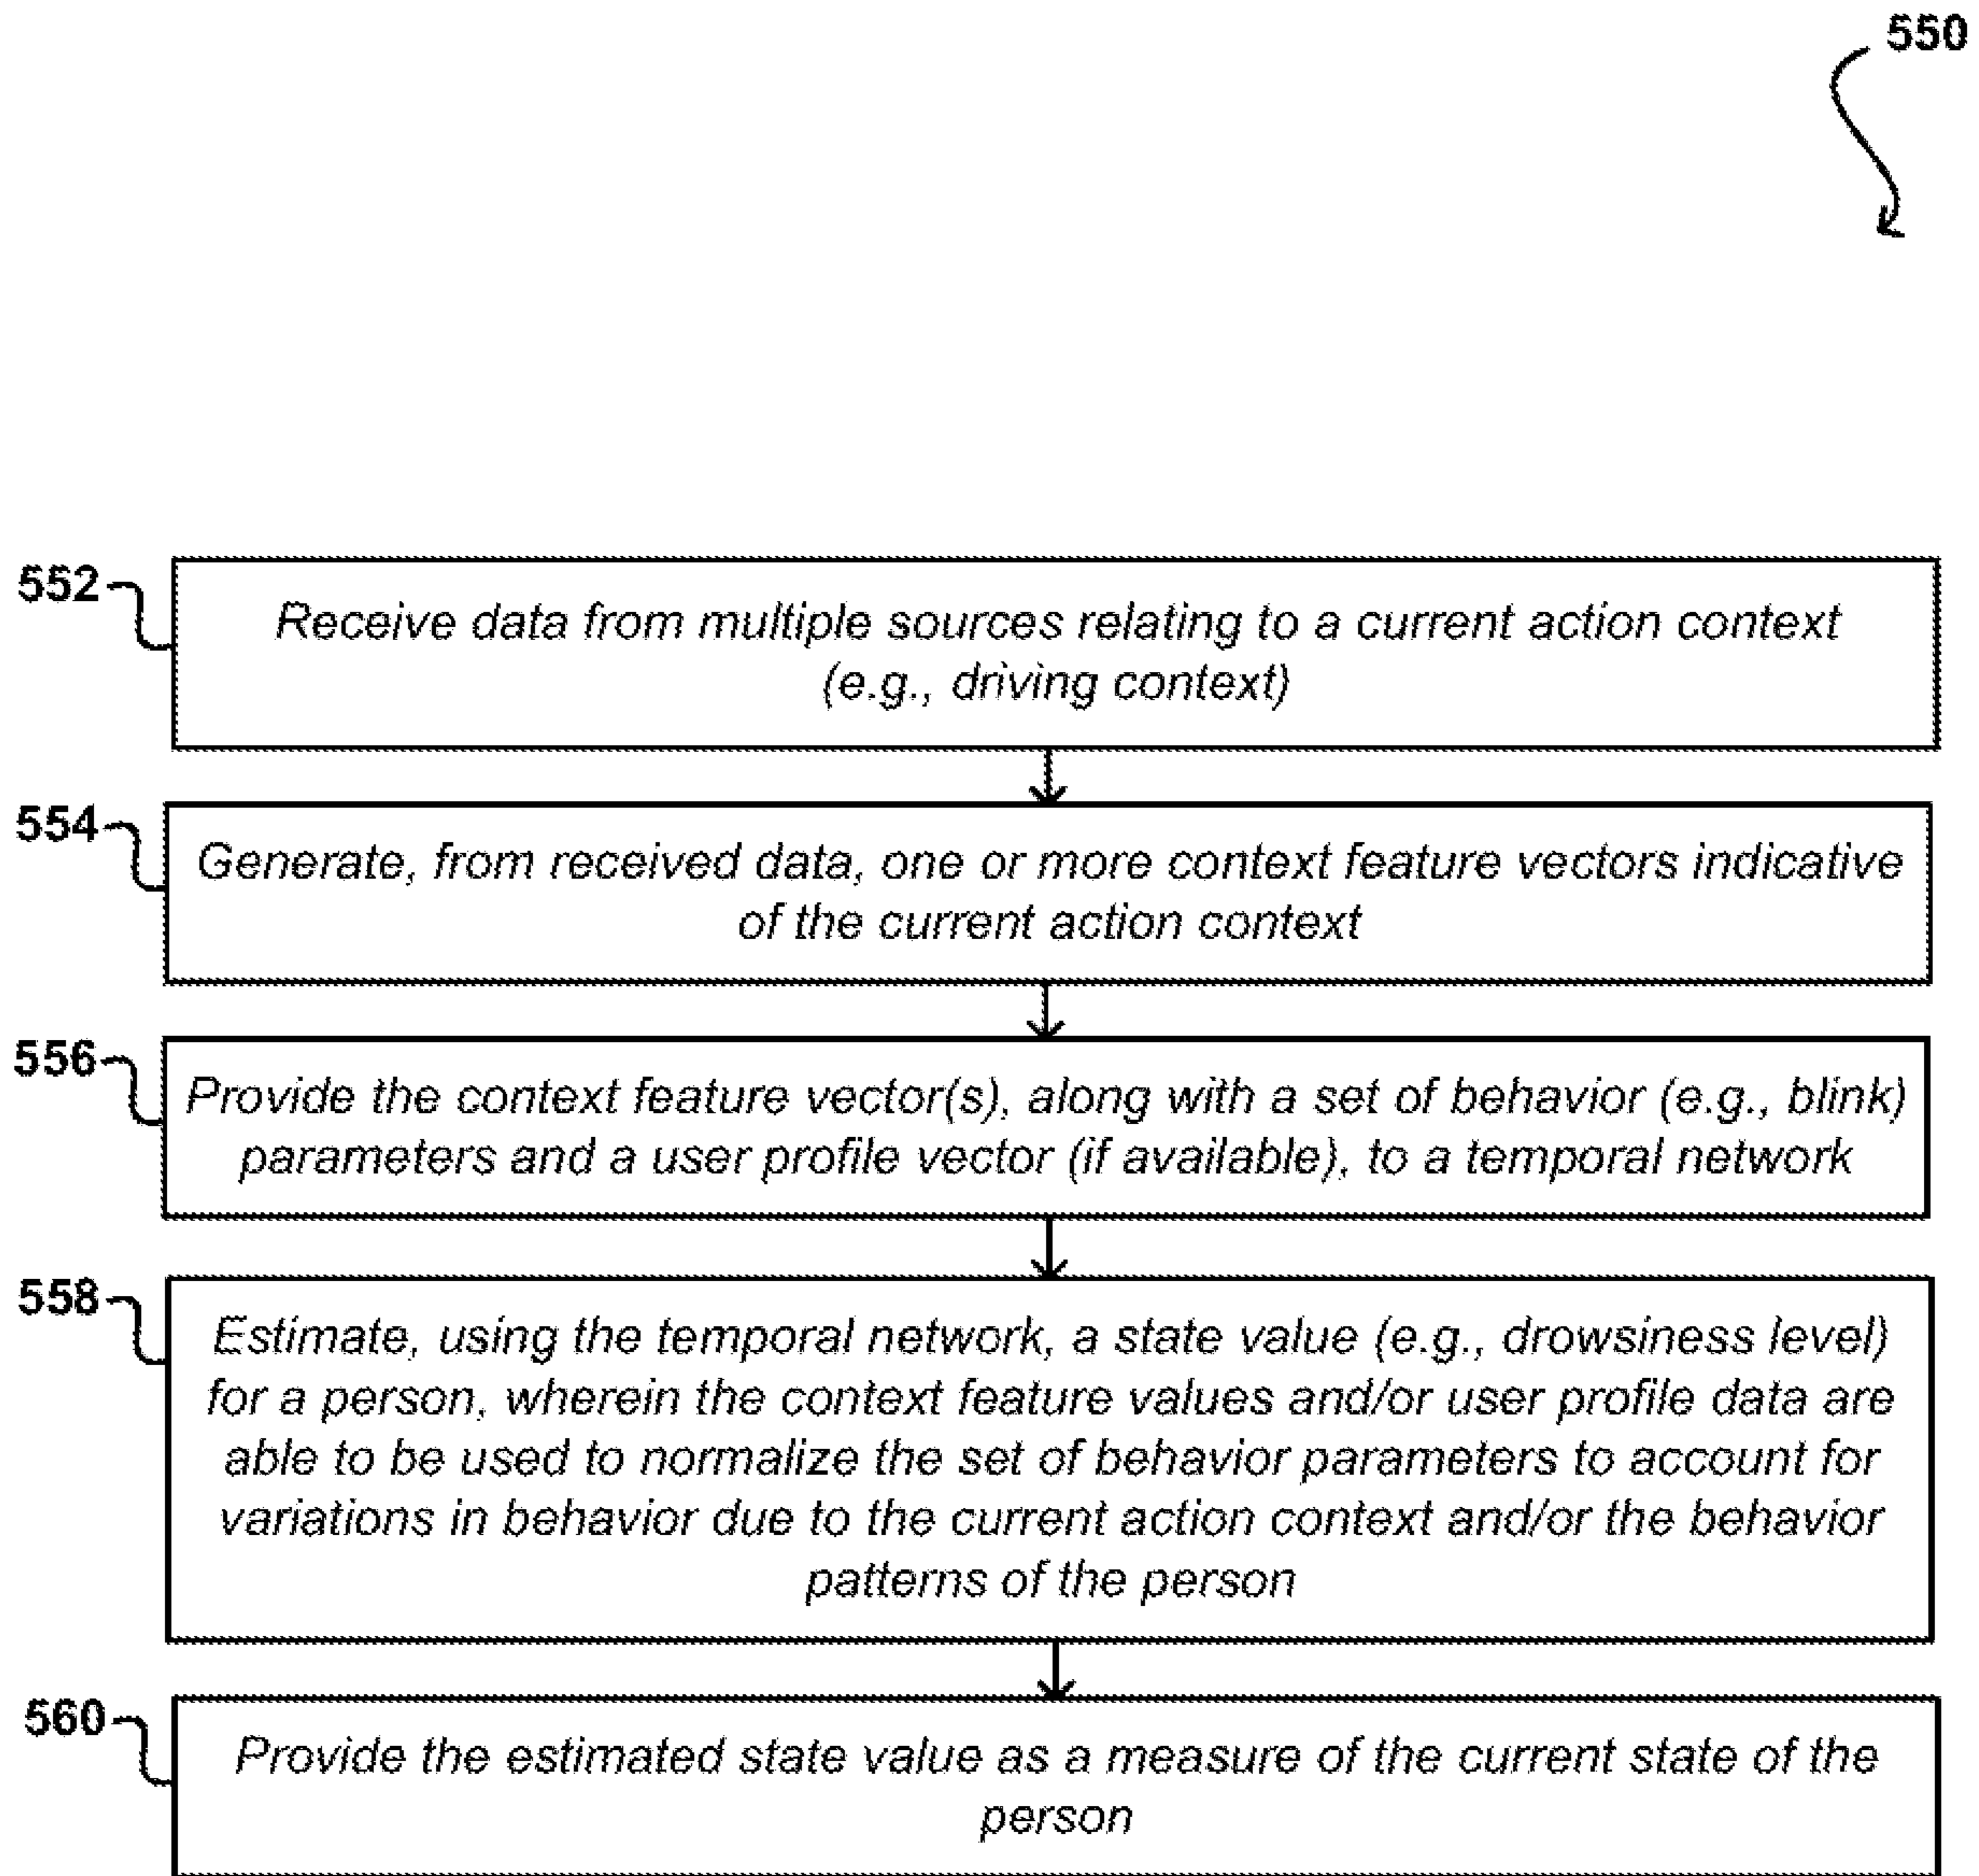 550
552
Receive data from multiple sources relating to a current action context
(e.g., driving context)
554
Generate, from received data, one or more context feature vectors indicative
of the current action context
556
Provide the context feature vector(s), along with a set of behavior (e.g., blink)
parameters and a user profile vector (if available), to a temporal network
558
Estimate, using the temporal network, a state value (e.g., drowsiness level)
for a person, wherein the context feature values and/or user profile data are
able to be used to normalize the set of behavior parameters to account for
variations in behavior due to the current action context and/or the behavior
patterns of the person
560
Provide the estimated state value as a measure of the current state of the
person